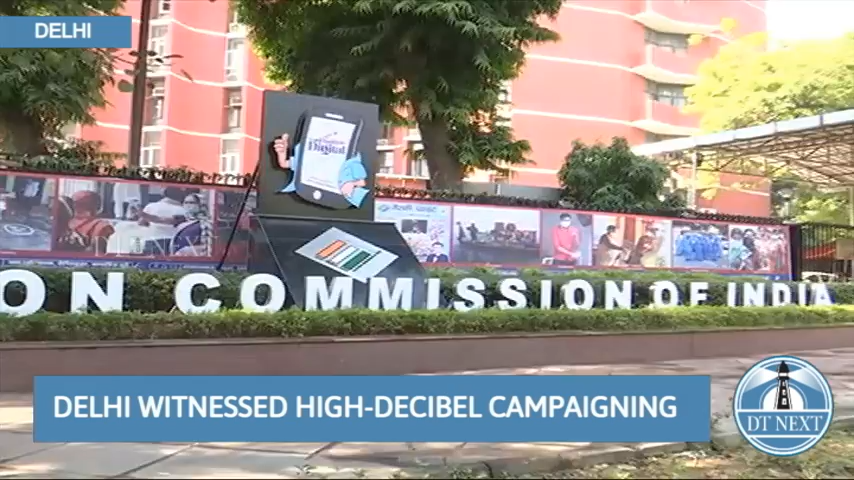 DELHI
Digital
ON COMMISSION OF INDIA
DELHI WITNESSED HIGH-DECIBEL CAMPAIGNING
DT NEXT